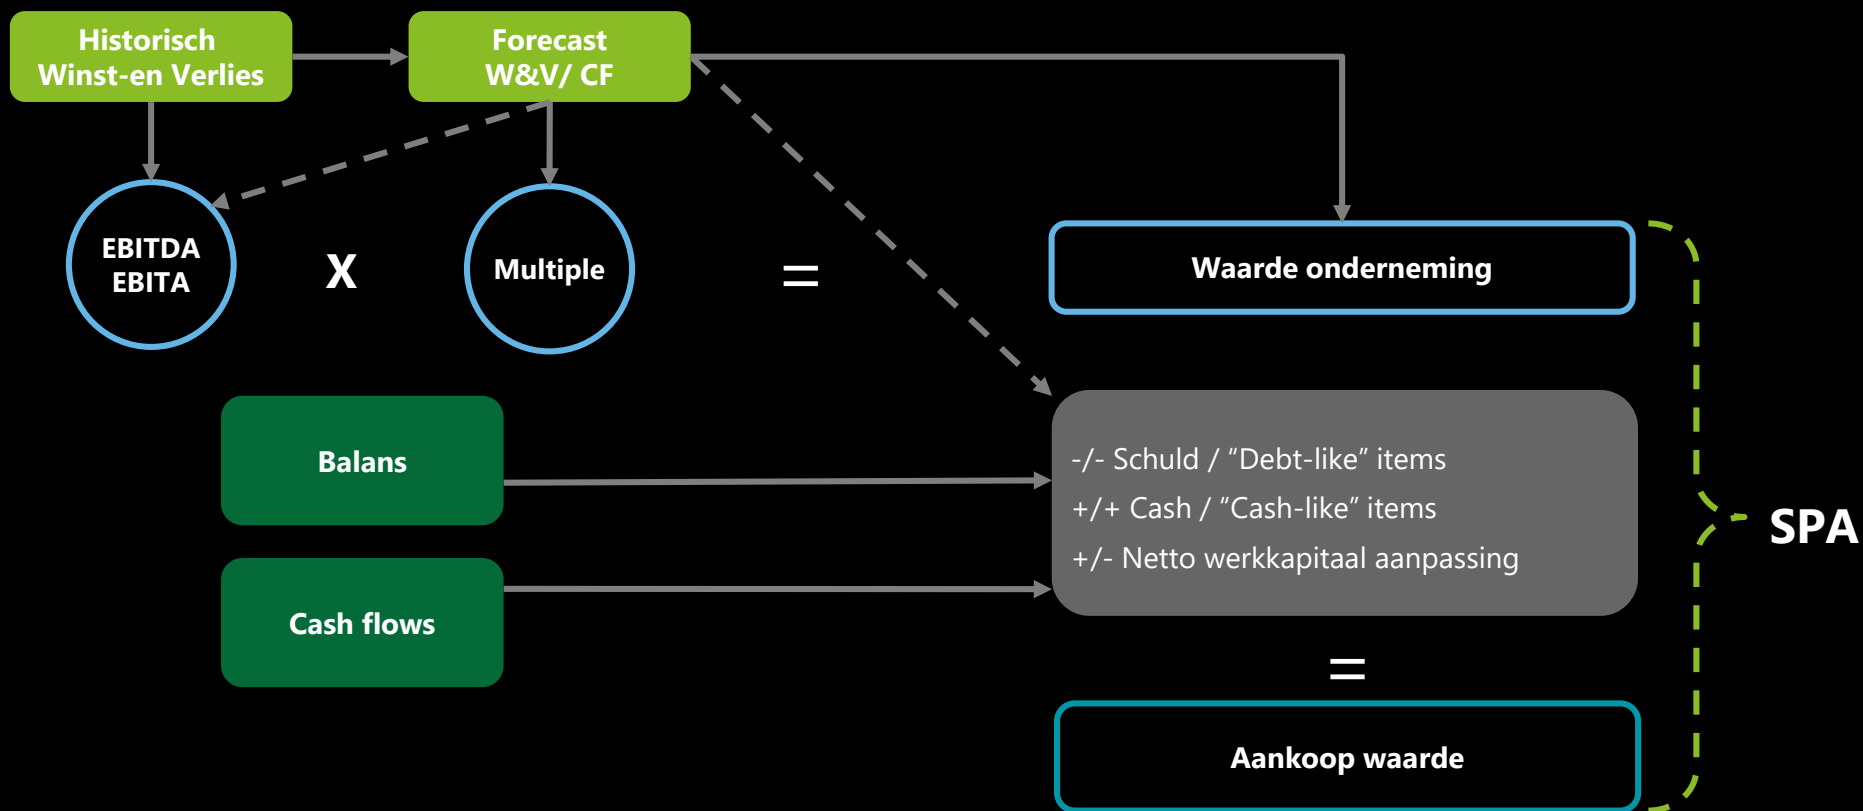 Historisch
Winst-en Verlies
Forecast
W&V/ CF
EBITDA
EBITA
X
Multiple
=
Waarde onderneming
Balans
-/- Schuld / “Debt-like” items
+/+ Cash / “Cash-like” items
+/- Netto werkkapitaal aanpassing
SPA
Cash flows
=
Aankoop waarde